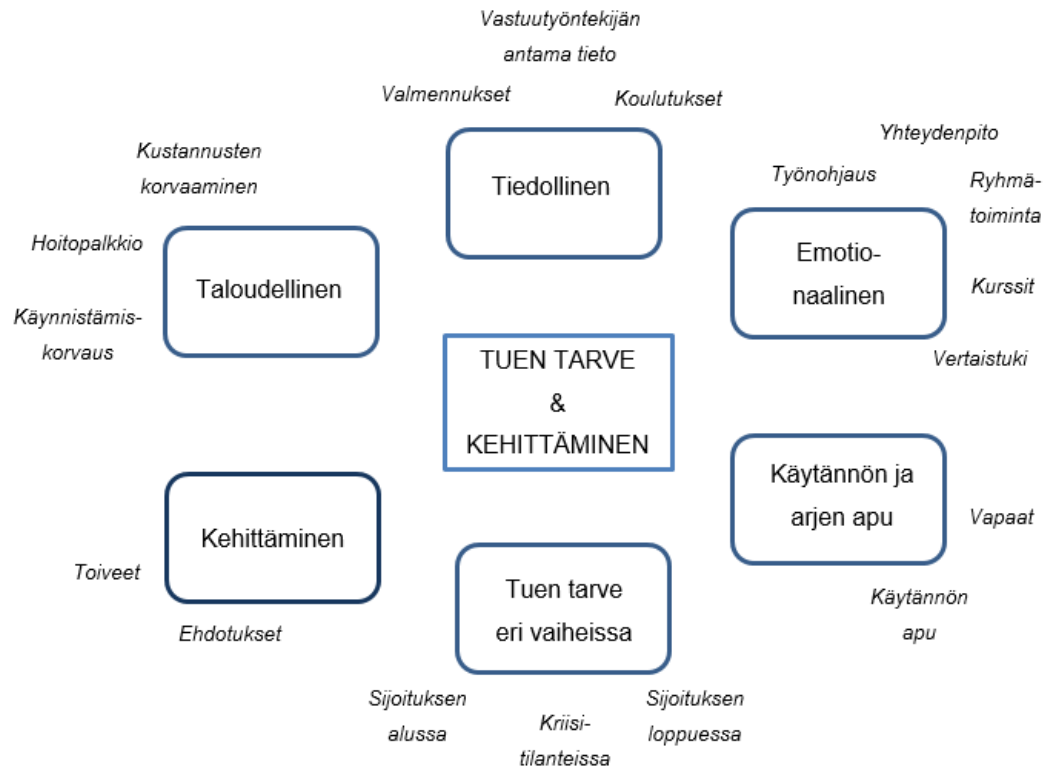 Vastuutyöntekijän
antama tieto
Valmennukset
Koulutukset
Tiedollinen
Yhteydenpito
Työnohjaus
Ryhmä-
toiminta
Emotio-
naalinen
Kurssit
Vertaistuki
Kustannusten
korvaaminen
Hoitopalkkio
Taloudellinen
Käynnistämis-
korvaus
TUEN TARVE
&
KEHITTÄMINEN
Käytännön ja
arjen apu
Vapaat
Käytännön
apu
Kehittäminen
Toiveet
Ehdotukset
Tuen tarve
eri vaiheissa
Sijoituksen
alussa
Kriisi-
tilanteissa
Sijoituksen
loppuessa